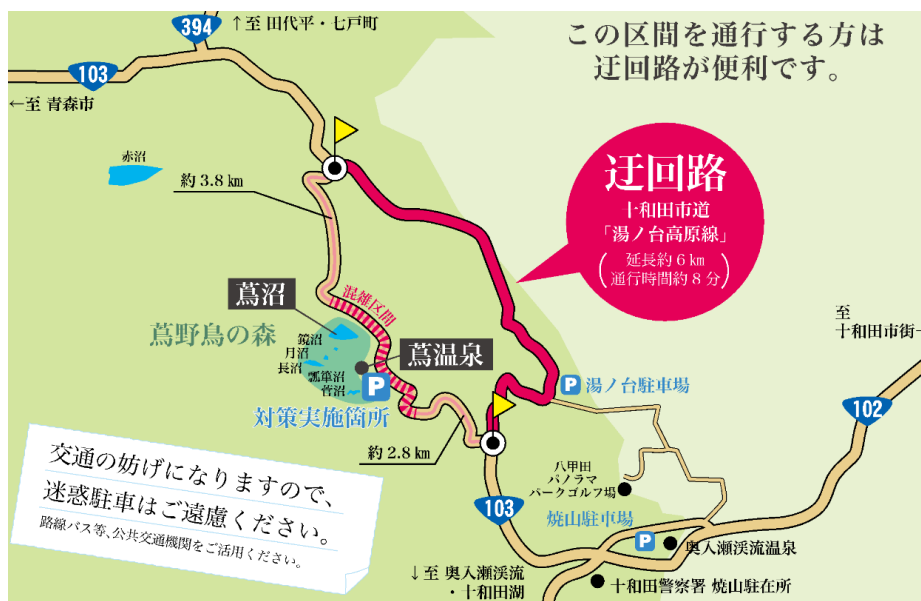 394
↑至 田代平・七戸町
103
←至 青森市
この区間を通行する方は
迂回路が便利です。
赤沼
約3.8km
迂回路
十和田市道
「湯ノ台高原線」
(延長約6km
通行時間約8分)
混雑区間
蔦沼
蔦野鳥の森
鏡沼
月沼
長沼
瓢箪沼
菅沼
蔦温泉
P
対策実施箇所
約2.8km
至
十和田市街→
P 湯ノ台駐車場
102
八甲田
パノラマ
パークゴルフ場
103
焼山駐車場
P
奥入瀬渓流温泉
↓至 奥入瀬渓流
・十和田湖
十和田警察署 焼山駐在所
交通の妨げになりますので、
迷惑駐車はご遠慮ください。
路線バス等、公共交通機関をご活用ください。